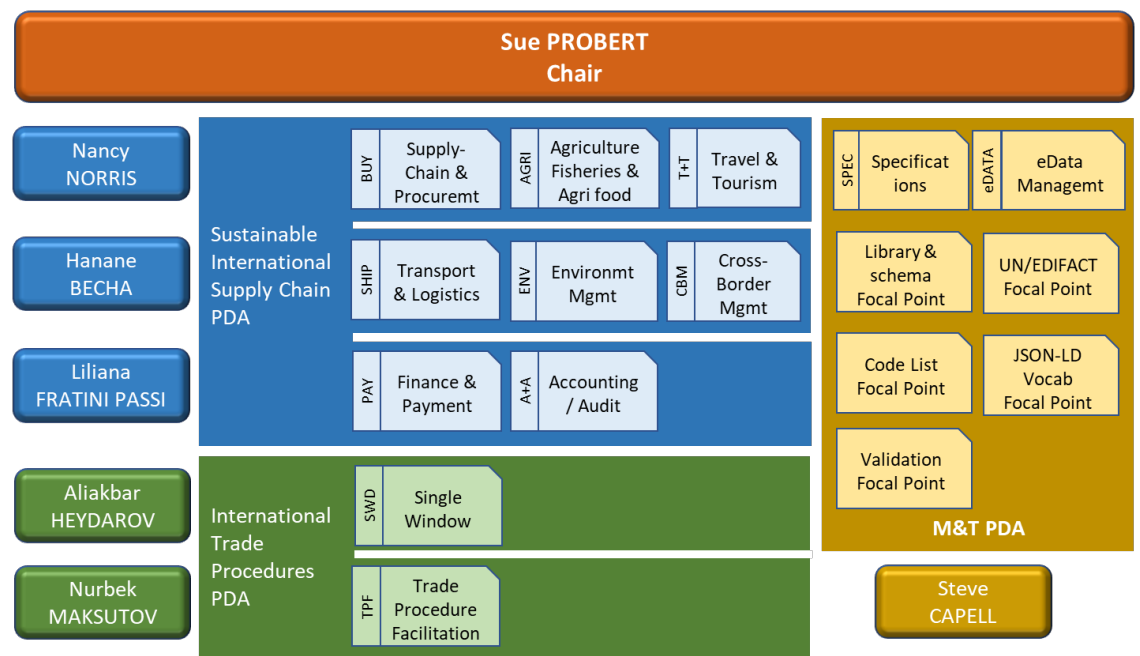 Sue PROBERT
Chair
Nancy
NORRIS
Hanane
BECHA
Liliana
FRATINI PASSI
Aliakbar
HEYDAROV
Nurbek
MAKSUTOV
Sustainable
International
Supply Chain
PDA
BUY
Supply-
Chain &
Procuremt
AGRI
Agriculture
Fisheries &
Agri food
T+T
Travel &
Tourism
SHIP
Transport
& Logistics
ENV
Environmt
Mgmt
CBM
Cross-
Border
Mgmt
PAY
Finance &
Payment
A+A
Accounting
/ Audit
International
Trade
Procedures
PDA
SWD
Single
Window
TPF
Trade
Procedure
Facilitation
SPEC
Specificat
ions
eDATA
eData
Managemt
Library &
schema
Focal Point
UN/EDIFACT
Focal Point
Code List
Focal Point
JSON-LD
Vocab
Focal Point
Validation
Focal Point
M&T PDA
Steve
CAPELL